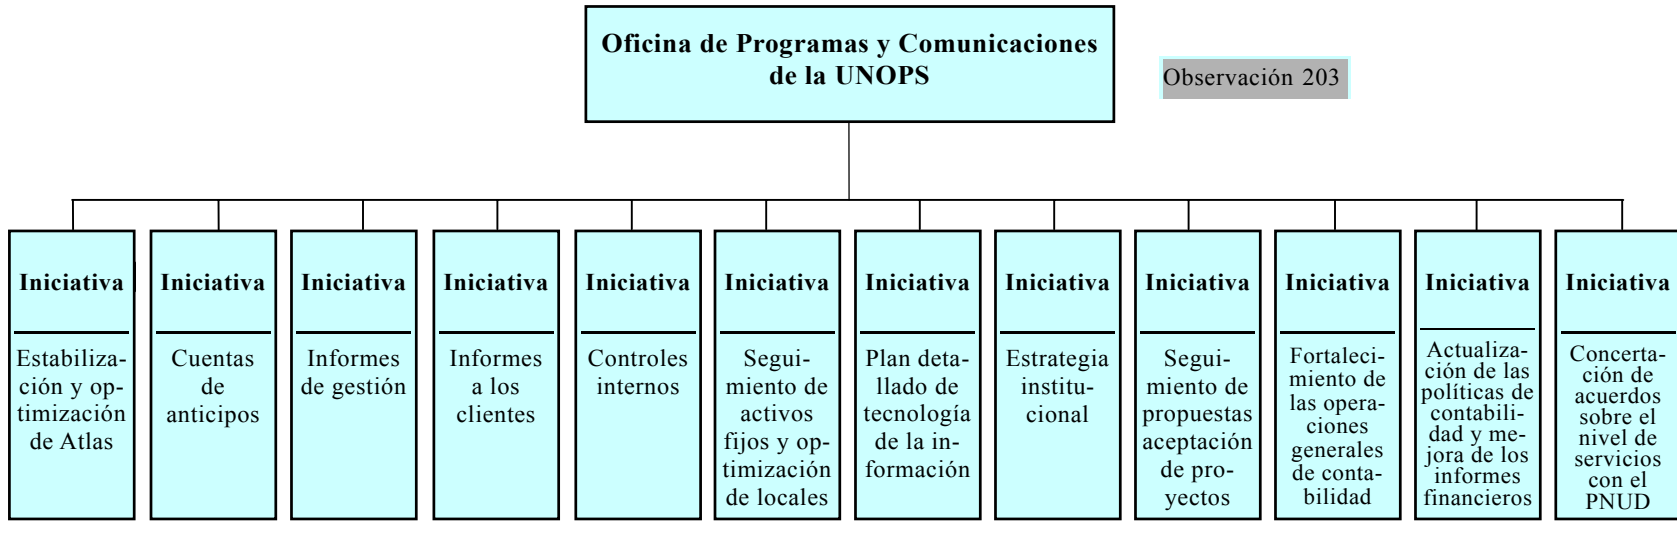 Oficina de Programas y Comunicaciones
de la UNOPS
Observación 203
Iniciativa
Estabiliza-
ción y op-
timización
de Atlas
Iniciativa
Cuentas
de
anticipos
Iniciativa
Informes
de gestión
Iniciativa
Informes
a los
clientes
Iniciativa
Controles
internos
Iniciativa
Segui-
miento de
activos
fijos y op-
timización
de locales
Iniciativa
Plan deta-
llado de
tecnología
de la in-
formación
Iniciativa
Estrategia
institu-
cional
Iniciativa
Segui-
miento de
propuestas
aceptación
de pro-
yectos
Iniciativa
Fortaleci-
miento de
las opera-
ciones
generales
de conta-
bilidad
Iniciativa
Actualiza-
ción de las
políticas de
contabili-
dad y me-
jora de los
informes
financieros
Iniciativa
Concerta-
ción de
acuerdos
sobre el
nivel de
servicios
con el
PNUD